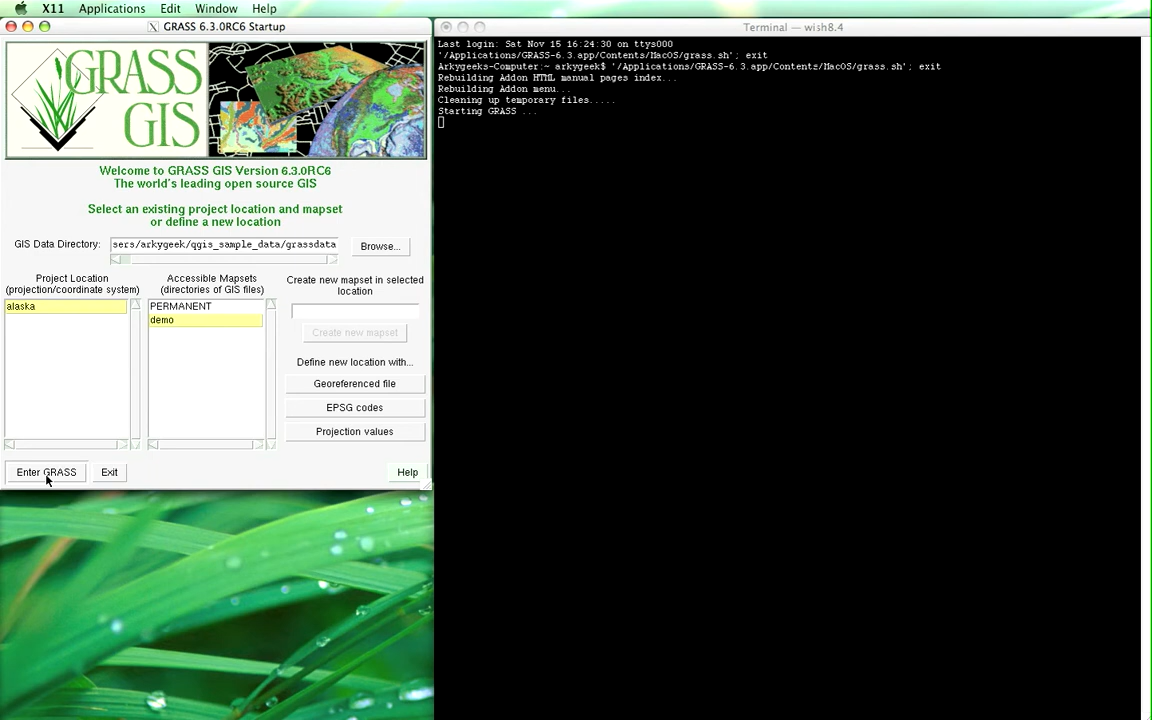 X11 Applications Edit Window Help
GRASS 6.3.0RC6 Startup
GRASS
GIS
Welcome to GRASS GIS Version 6.3.0RC6
The world's leading open source GIS
Select an existing project location and mapset
or define a new location
GIS Data Directory: sers/arkygeek/qgis_sample_data/grassdata Browse...
Project Location
(projection/coordinate system)
alaska
Accessible Mapsets
(directories of GIS files)
PERMANENT
demo
Create new mapset in selected
location
Create new mapset
Define new location with...
Georeferenced file
EPSG codes
Projection values
Enter GRASS Exit Help
Terminal — wish8.4
Last login: Sat Nov 15 16:24:30 on ttys000
'/Applications/GRASS-6.3.app/Contents/MacOS/grass.sh'; exit
Arkygeeks-Computer:~ arkygeek$ '/Applications/GRASS-6.3.app/Contents/MacOS/grass.sh'; exit
Rebuilding Addon HTML manual pages index...
Rebuilding Addon menu...
Cleaning up temporary files.....
Starting GRASS ...